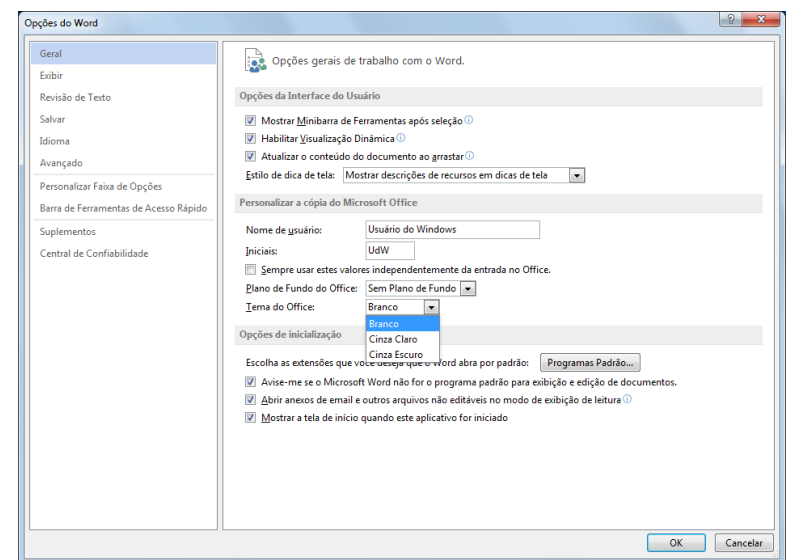 Opções do Word
Geral
Exibir
Revisão de Texto
Salvar
Idioma
Avançado
Personalizar Faixa de Opções
Barra de Ferramentas de Acesso Rápido
Suplementos
Central de Confiabilidade
Opções gerais de trabalho com o Word.
Opções da Interface do Usuário
Mostrar Minibarra de Ferramentas após seleção
Habilitar Visualização Dinâmica
Atualizar o conteúdo do documento ao arrastar
Estilo de dica de tela: Mostrar descrições de recursos em dicas de tela
Personalizar a cópia do Microsoft Office
Nome de usuário: Usuário do Windows
Iniciais: UdW
Sempre usar estes valores independentemente da entrada no Office.
Plano de Fundo do Office: Sem Plano de Fundo
Tema do Office: Branco
Branco
Cinza Claro
Cinza Escuro
Opções de inicialização
Escolha as extensões que você deseja que o Word abra por padrão: Programas Padrão...
Avise-me se o Microsoft Word não for o programa padrão para exibição e edição de documentos.
Abrir anexos de email e outros arquivos não editáveis no modo de exibição de leitura
Mostrar a tela de início quando este aplicativo for iniciado
OK Cancelar